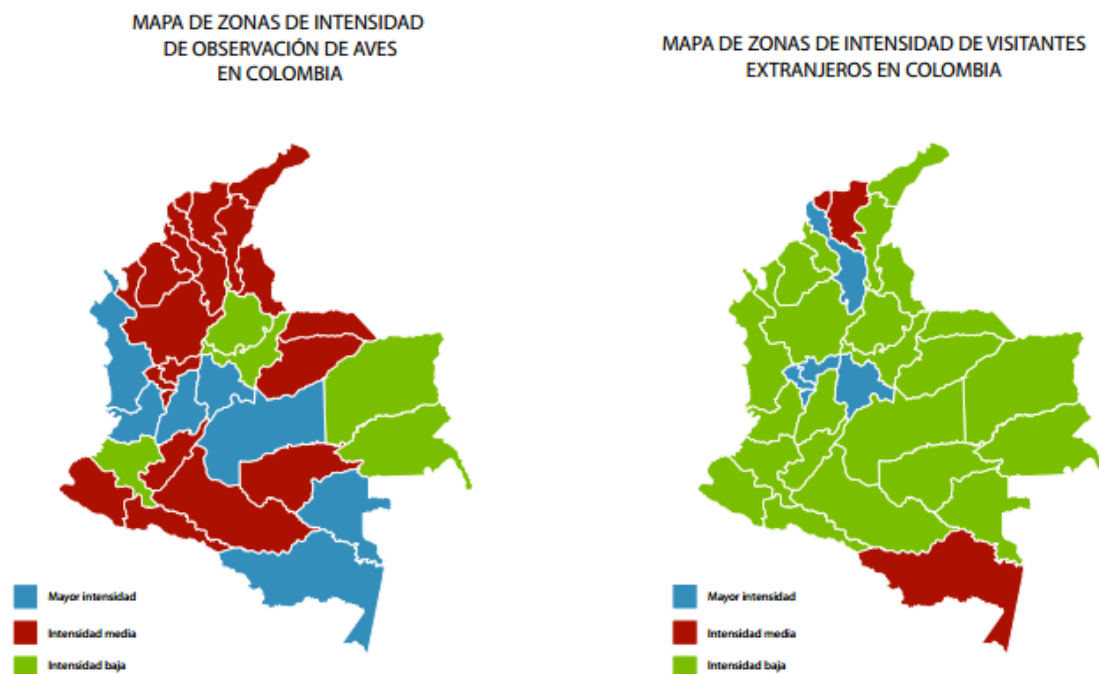 MAPA DE ZONAS DE INTENSIDAD
DE OBSERVACIÓN DE AVES
EN COLOMBIA
MAPA DE ZONAS DE INTENSIDAD DE VISITANTES
EXTRANJEROS EN COLOMBIA
Mayor intensidad
Intensidad media
Intensidad baja
Mayor intensidad
Intensidad media
Intensidad baja